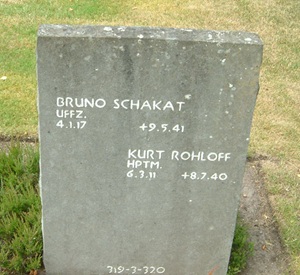 BRUNO SCHAKAT
UFFZ.
4.1.17 +9.5.41
KURT ROHLOFF
HPTM.
6.3.11 +8.7.40
319-3-320